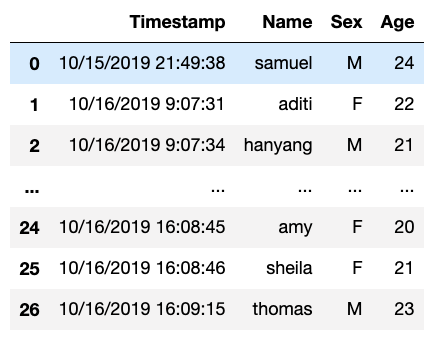 Timestamp Name Sex Age
0 10/15/2019 21:49:38 samuel M 24
1 10/16/2019 9:07:31 aditi F 22
2 10/16/2019 9:07:34 hanyang M 21
... ... ... ... ...
24 10/16/2019 16:08:45 amy F 20
25 10/16/2019 16:08:46 sheila F 21
26 10/16/2019 16:09:15 thomas M 23